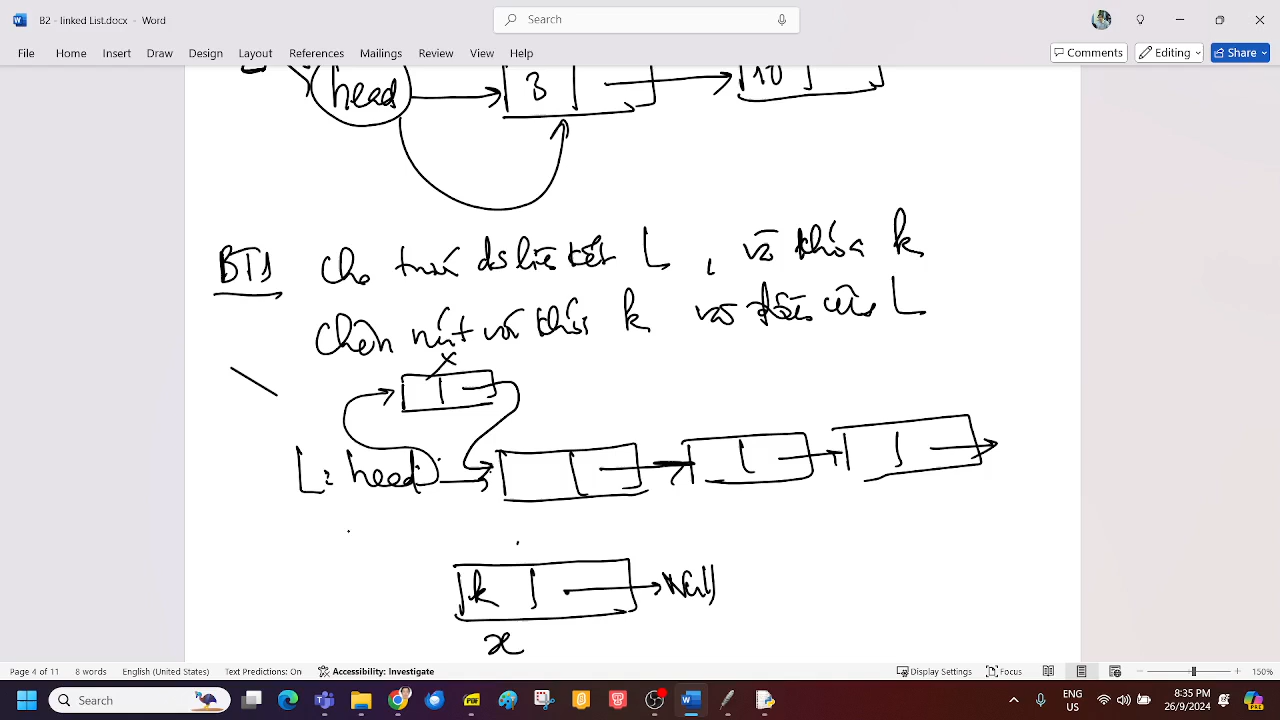 B2 - linked List.docx - Word
Search
File Home Insert Draw Design Layout References Mailings Review View Help
Comments Editing Share
head 3 10
BT1 Cho trước ds liên kết L, và khóa k
Chèn nút với khóa k vào đầu của L
x
L: head
k Null
x
Page 4 of 11 8 words English (United States) Text Predictions: On Accessibility: Investigate Display Settings Focus 150%
Search ENG 8:35 PM
US 26/9/2024